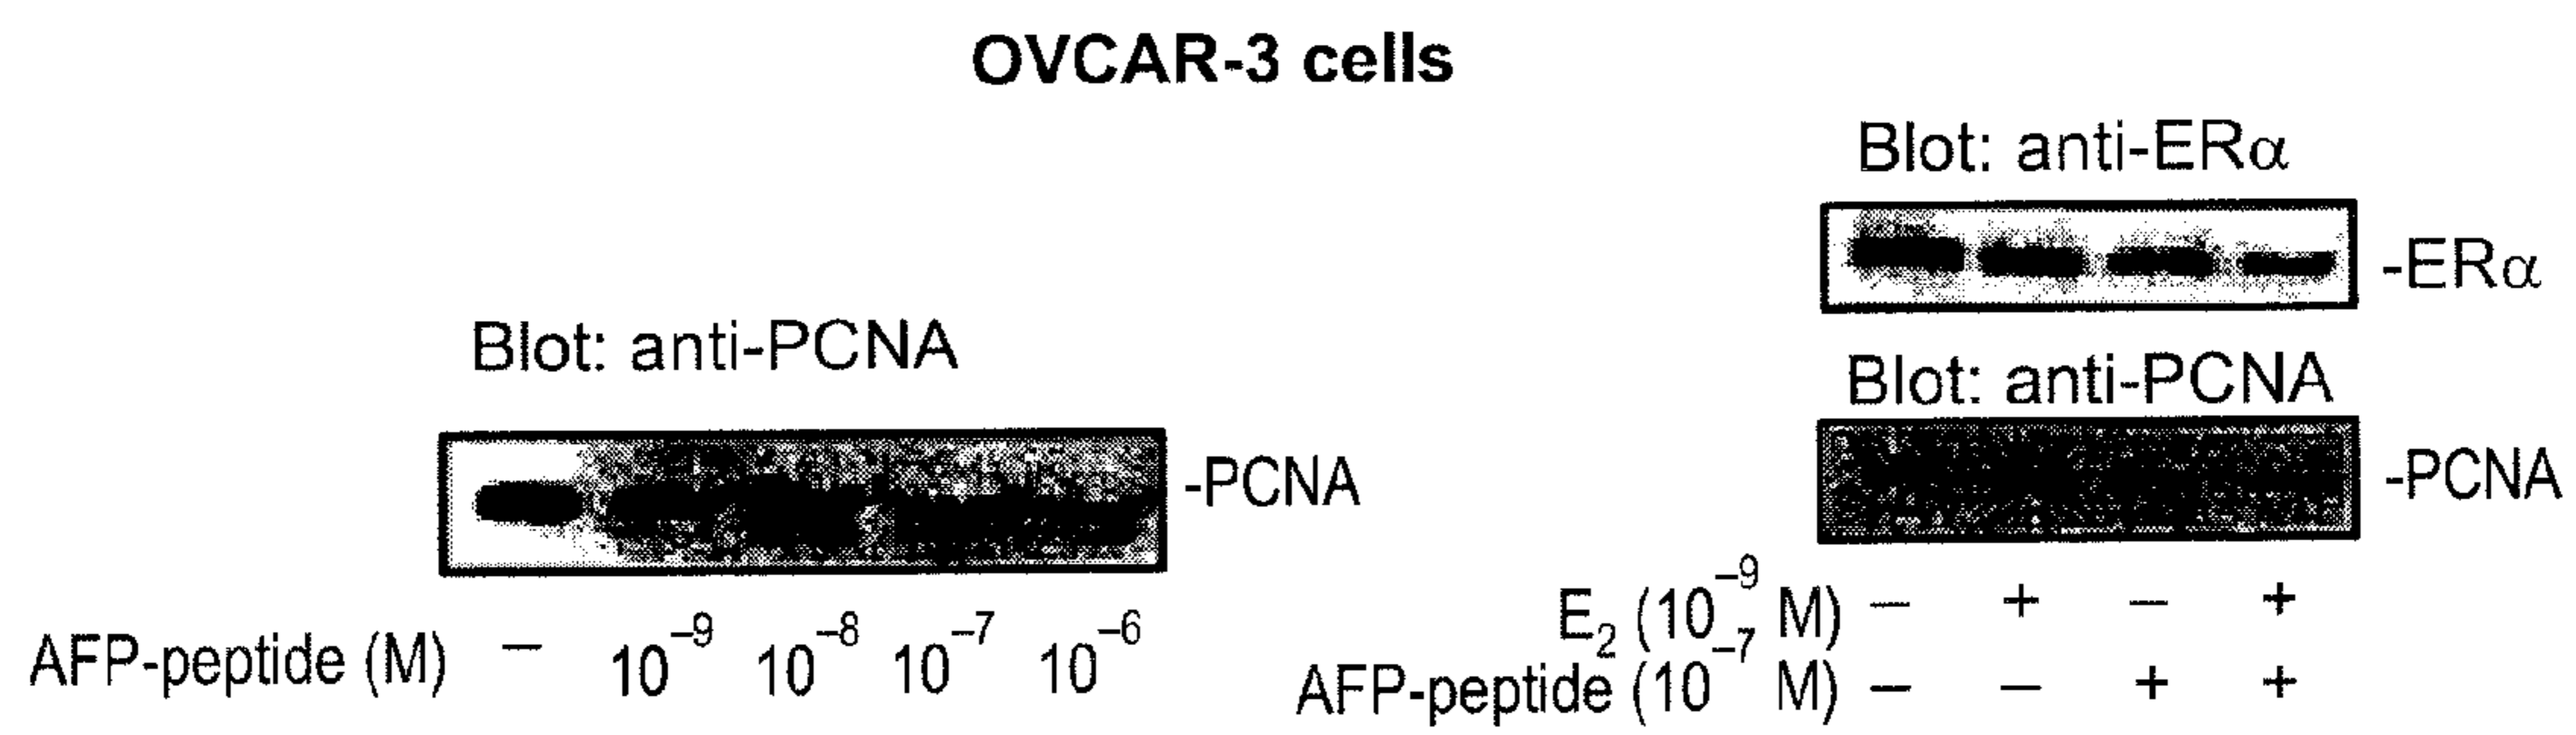 OVCAR-3 cells
Blot: anti-PCNA
-PCNA
AFP-peptide (M) – 10⁻⁹ 10⁻⁸ 10⁻⁷ 10⁻⁶
Blot: anti-ERα
-ERα
Blot: anti-PCNA
-PCNA
E₂ (10⁻⁹ M) – + – +
AFP-peptide (10⁻⁷ M) – – + +